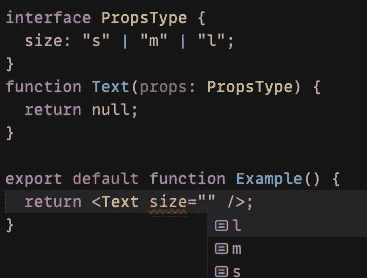 interface PropsType {
  size: "s" | "m" | "l";
}
function Text(props: PropsType) {
  return null;
}

export default function Example() {
  return <Text size="" />;
}
l
m
s